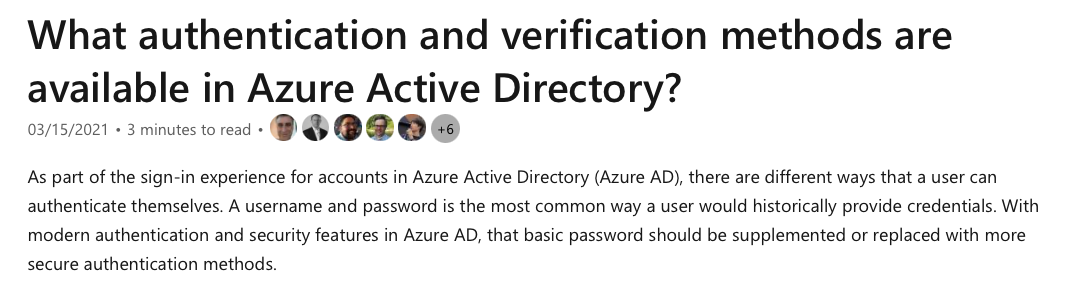 What authentication and verification methods are
available in Azure Active Directory?
03/15/2021 • 3 minutes to read • +6
As part of the sign-in experience for accounts in Azure Active Directory (Azure AD), there are different ways that a user can
authenticate themselves. A username and password is the most common way a user would historically provide credentials. With
modern authentication and security features in Azure AD, that basic password should be supplemented or replaced with more
secure authentication methods.